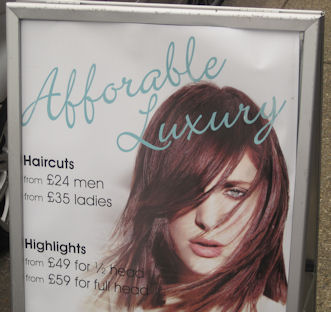 Afforable
Luxury
Haircuts
from £24 men
from £35 ladies
Highlights
from £49 for ½ head
from £59 for full head